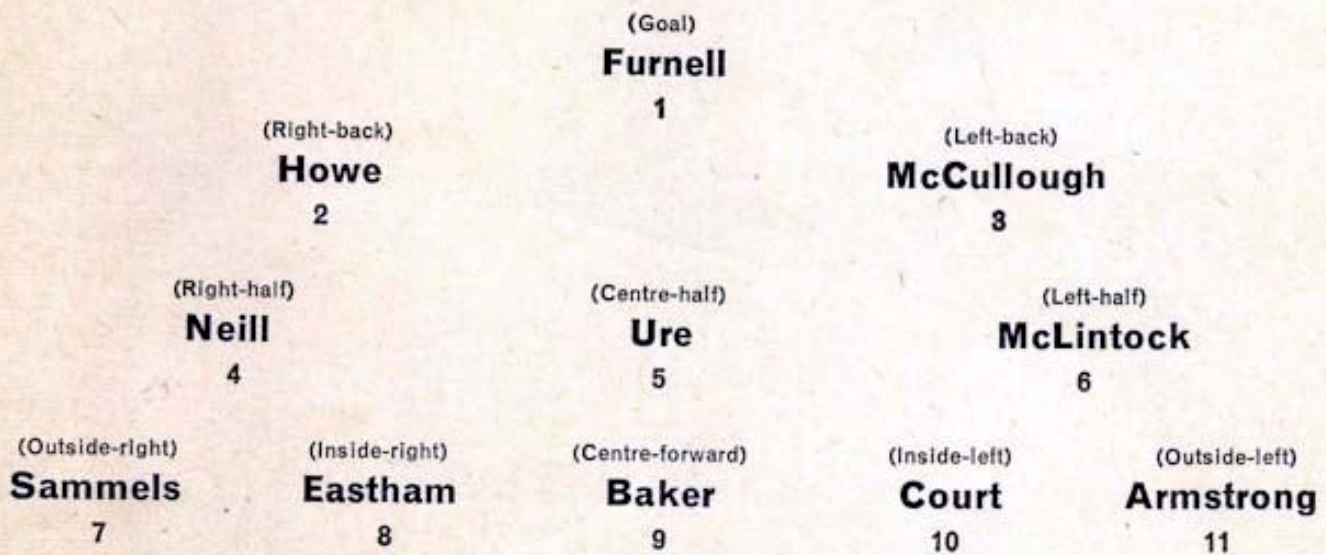 (Goal)
Furnell
1
(Right-back) (Left-back)
Howe McCullough
2 3
(Right-half) (Centre-half) (Left-half)
Neill Ure McLintock
4 5 6
(Outside-right) (Inside-right) (Centre-forward) (Inside-left) (Outside-left)
Sammels Eastham Baker Court Armstrong
7 8 9 10 11